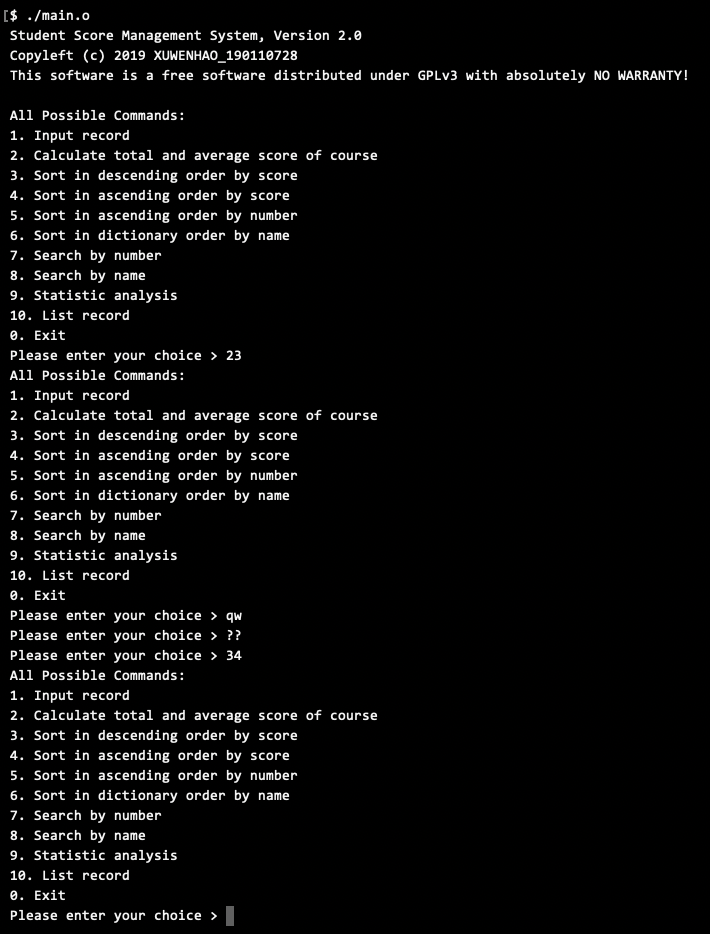 [$ ./main.o
Student Score Management System, Version 2.0
Copyleft (c) 2019 XUWENHAO_190110728
This software is a free software distributed under GPLv3 with absolutely NO WARRANTY!
All Possible Commands:
1. Input record
2. Calculate total and average score of course
3. Sort in descending order by score
4. Sort in ascending order by score
5. Sort in ascending order by number
6. Sort in dictionary order by name
7. Search by number
8. Search by name
9. Statistic analysis
10. List record
0. Exit
Please enter your choice > 23
All Possible Commands:
1. Input record
2. Calculate total and average score of course
3. Sort in descending order by score
4. Sort in ascending order by score
5. Sort in ascending order by number
6. Sort in dictionary order by name
7. Search by number
8. Search by name
9. Statistic analysis
10. List record
0. Exit
Please enter your choice > qw
Please enter your choice > ??
Please enter your choice > 34
All Possible Commands:
1. Input record
2. Calculate total and average score of course
3. Sort in descending order by score
4. Sort in ascending order by score
5. Sort in ascending order by number
6. Sort in dictionary order by name
7. Search by number
8. Search by name
9. Statistic analysis
10. List record
0. Exit
Please enter your choice >